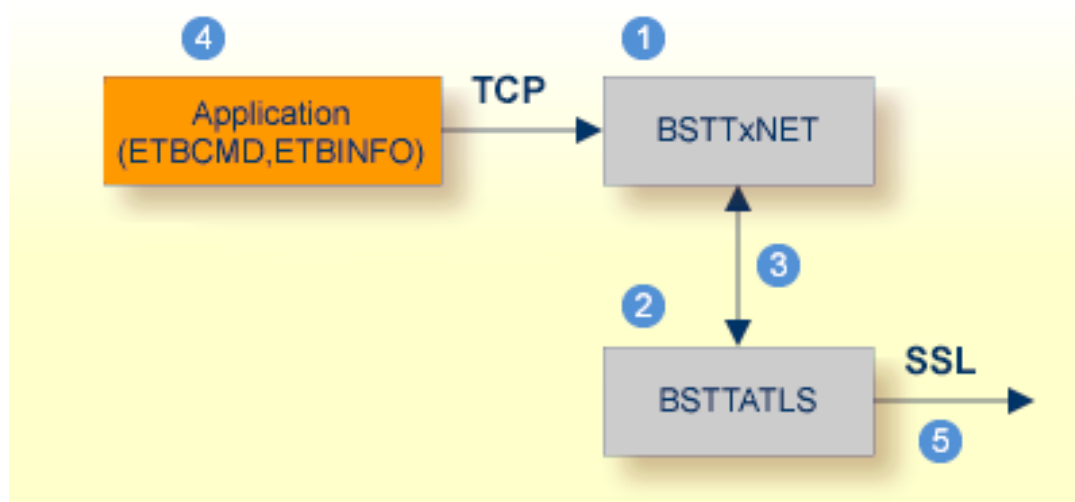 4
1
TCP
Application
(ETBCMD,ETBINFO)
BSTTxNET
3
2
SSL
BSTTATLS
5